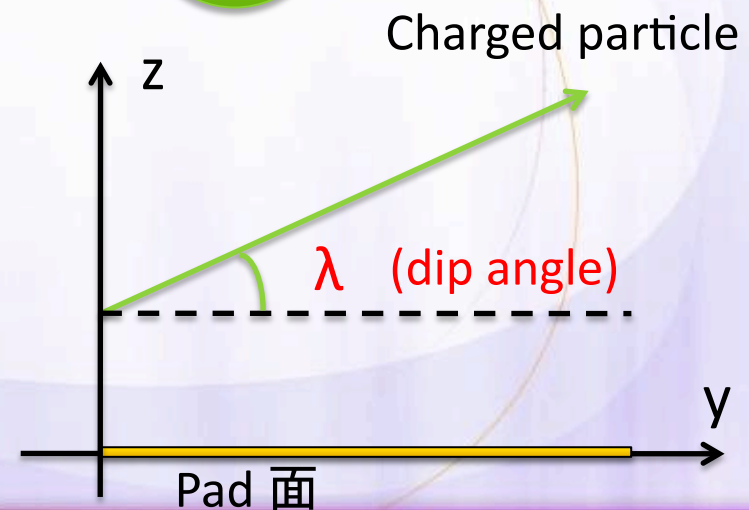 Charged particle
z
λ (dip angle)
y
Pad 面